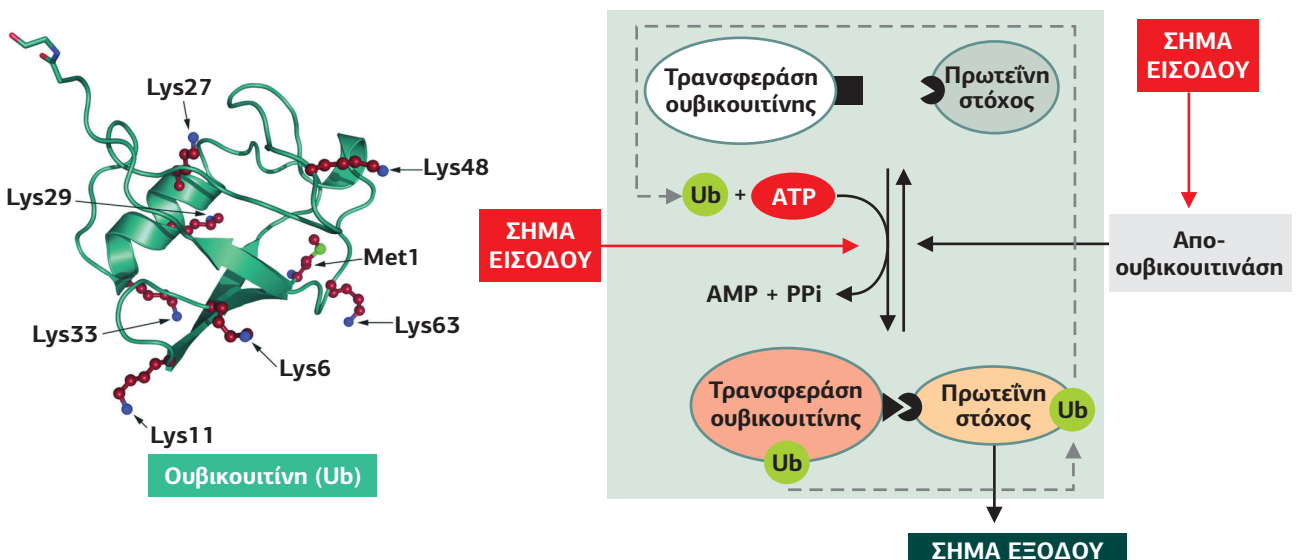 Lys27
Lys48
Lys29
Met1
Lys33
Lys63
Lys6
Lys11
Ουβικουιτίνη (Ub)
ΣΗΜΑ
ΕΙΣΟΔΟΥ
Τρανσφεράση
ουβικουιτίνης
Πρωτεΐνη
στόχος
Ub + ATP
AMP + PPi
Τρανσφεράση
ουβικουιτίνης
Ub
Πρωτεΐνη
στόχος
Ub
ΣΗΜΑ
ΕΙΣΟΔΟΥ
Απο-
ουβικουιτινάση
ΣΗΜΑ ΕΞΟΔΟΥ